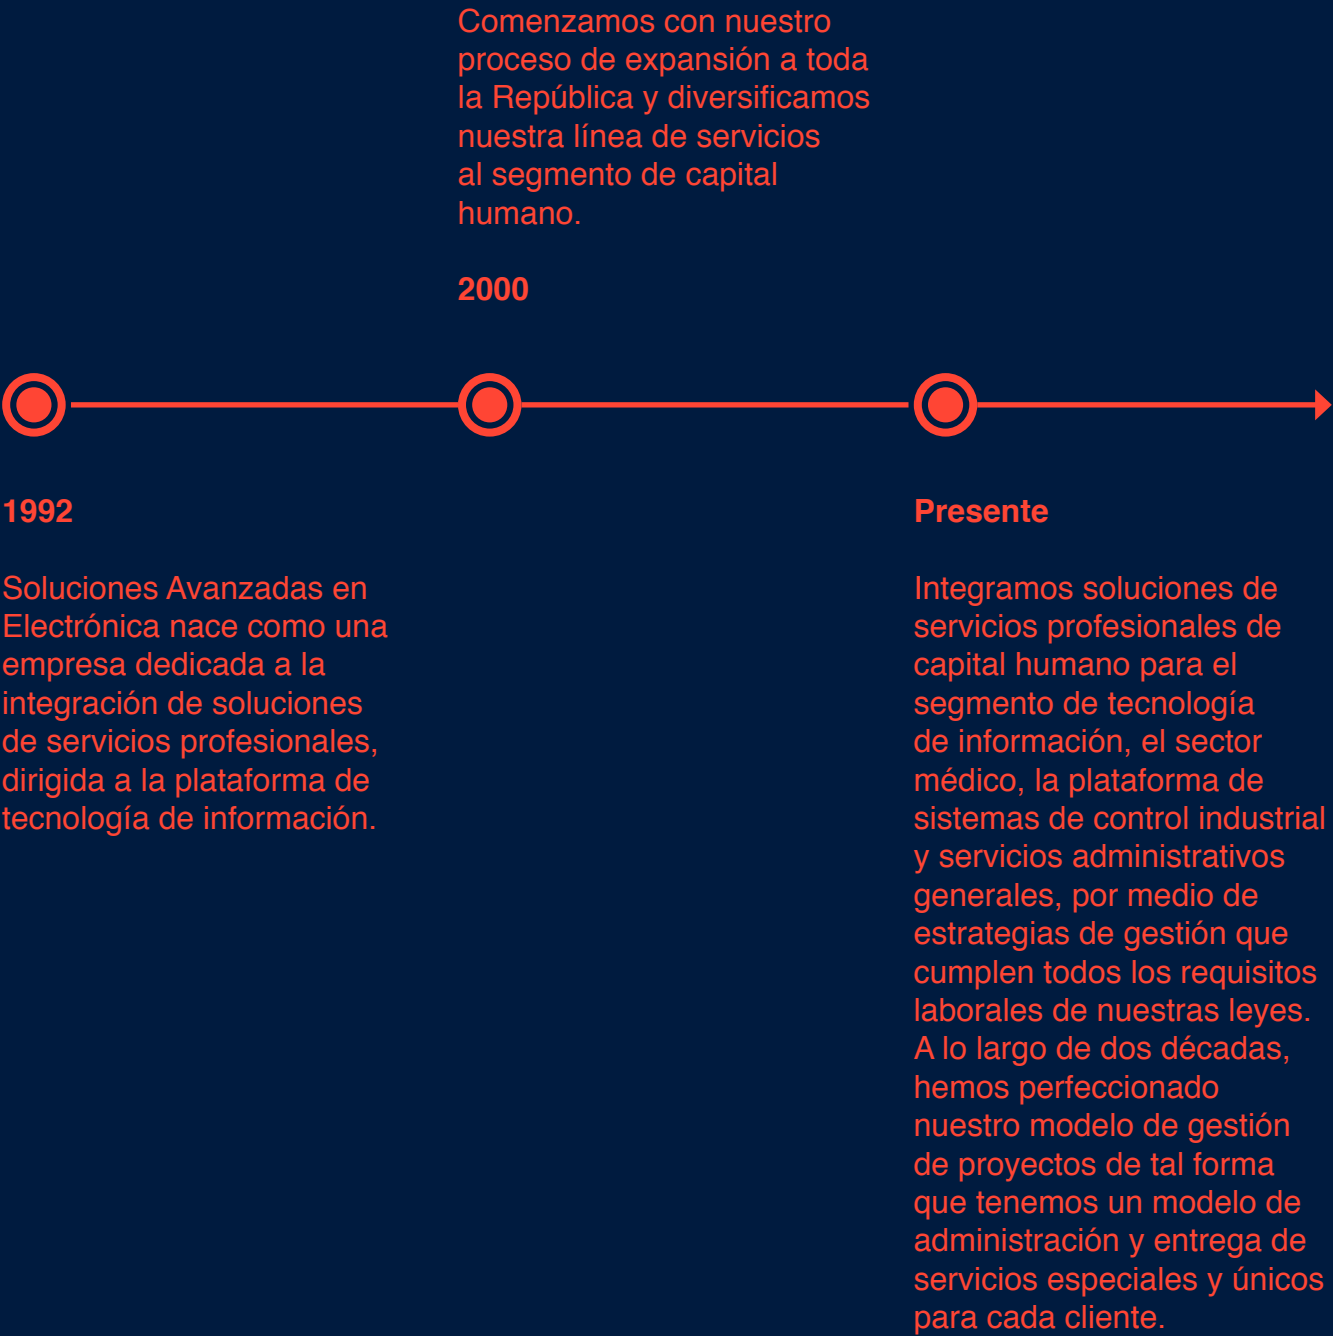 Comenzamos con nuestro
proceso de expansión a toda
la República y diversificamos
nuestra línea de servicios
al segmento de capital
humano.
2000
1992
Soluciones Avanzadas en
Electrónica nace como una
empresa dedicada a la
integración de soluciones
de servicios profesionales,
dirigida a la plataforma de
tecnología de información.
Presente
Integramos soluciones de
servicios profesionales de
capital humano para el
segmento de tecnología
de información, el sector
médico, la plataforma de
sistemas de control industrial
y servicios administrativos
generales, por medio de
estrategias de gestión que
cumplen todos los requisitos
laborales de nuestras leyes.
A lo largo de dos décadas,
hemos perfeccionado
nuestro modelo de gestión
de proyectos de tal forma
que tenemos un modelo de
administración y entrega de
servicios especiales y únicos
para cada cliente.